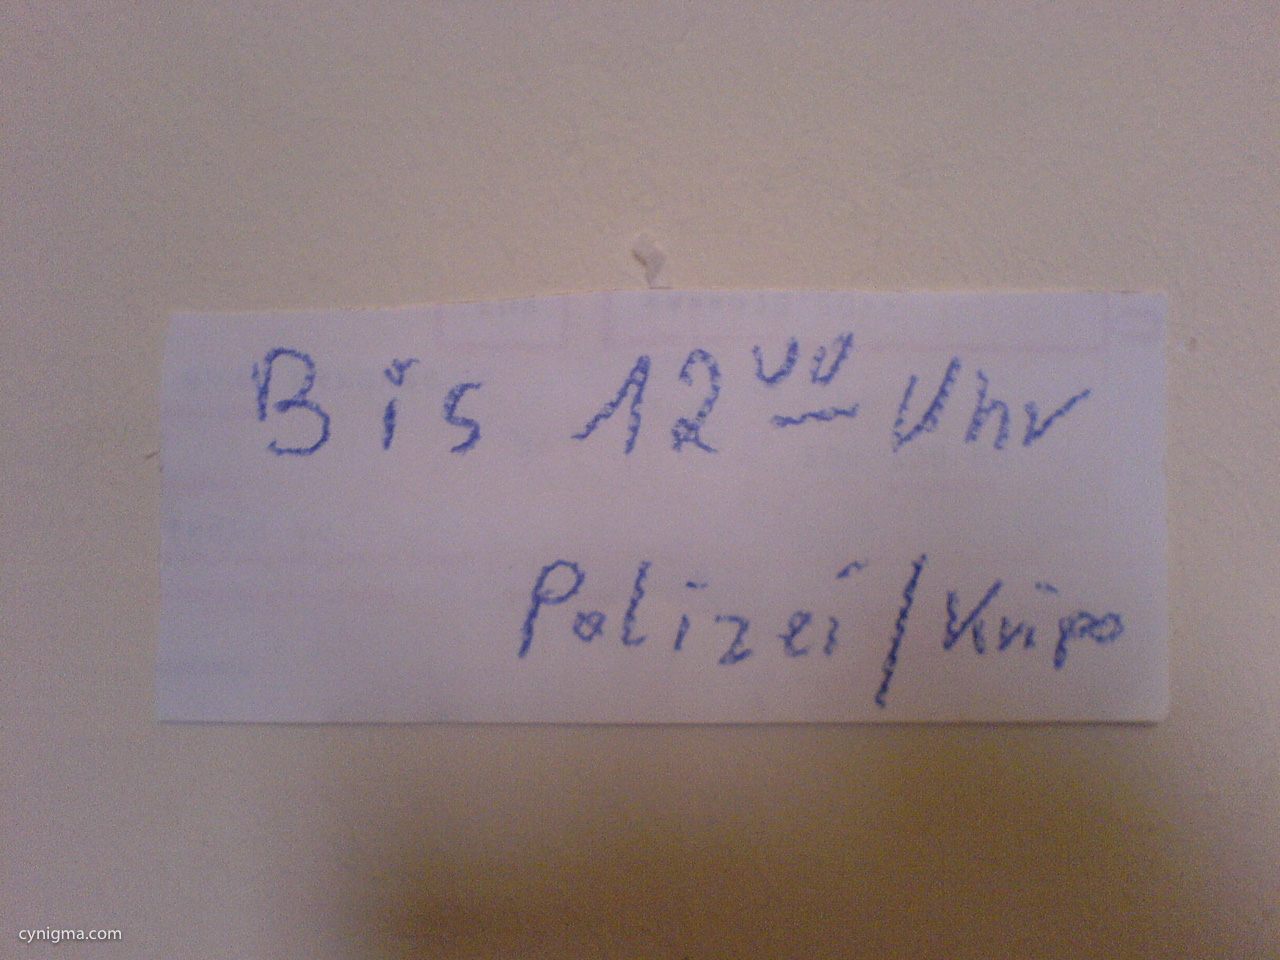 Bis 1200 Uhr
Polizei/Kripo
cynigma.com